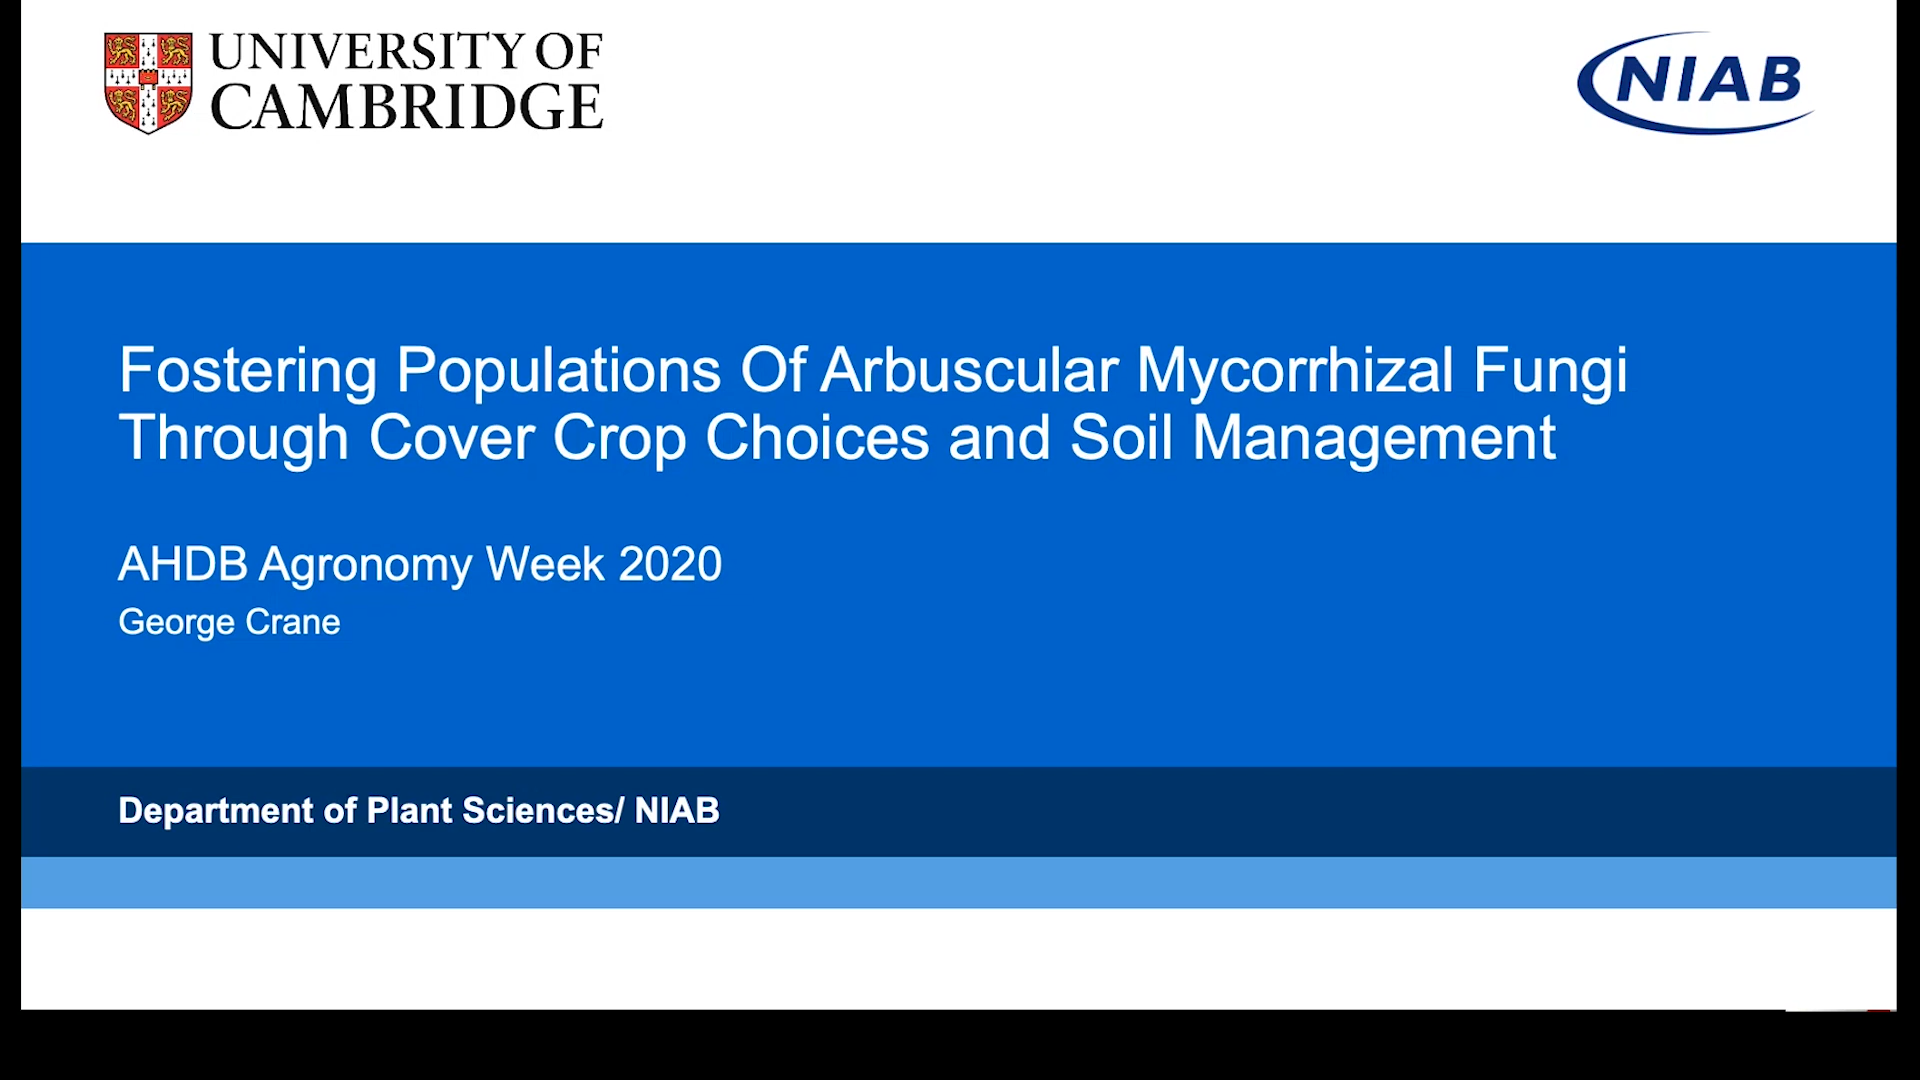 UNIVERSITY OF
CAMBRIDGE
NIAB
Fostering Populations Of Arbuscular Mycorrhizal Fungi
Through Cover Crop Choices and Soil Management
AHDB Agronomy Week 2020
George Crane
Department of Plant Sciences/ NIAB